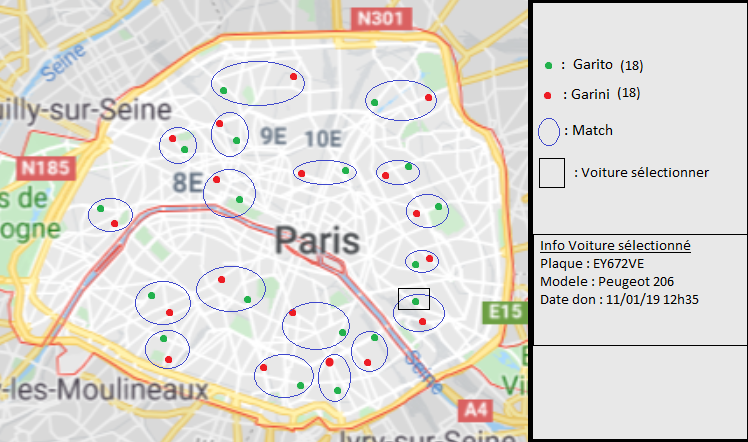 N301
Seine
uilly-sur-Seine
9E
10E
N185
8E
s de
ogne
Paris
E15
Seine
Vi
y-les-Moulineaux
A4
Ivry-sur-Seine
: Garito (18)
: Garini (18)
: Match
: Voiture sélectionner
Info Voiture sélectionné
Plaque : EY672VE
Modele : Peugeot 206
Date don : 11/01/19 12h35